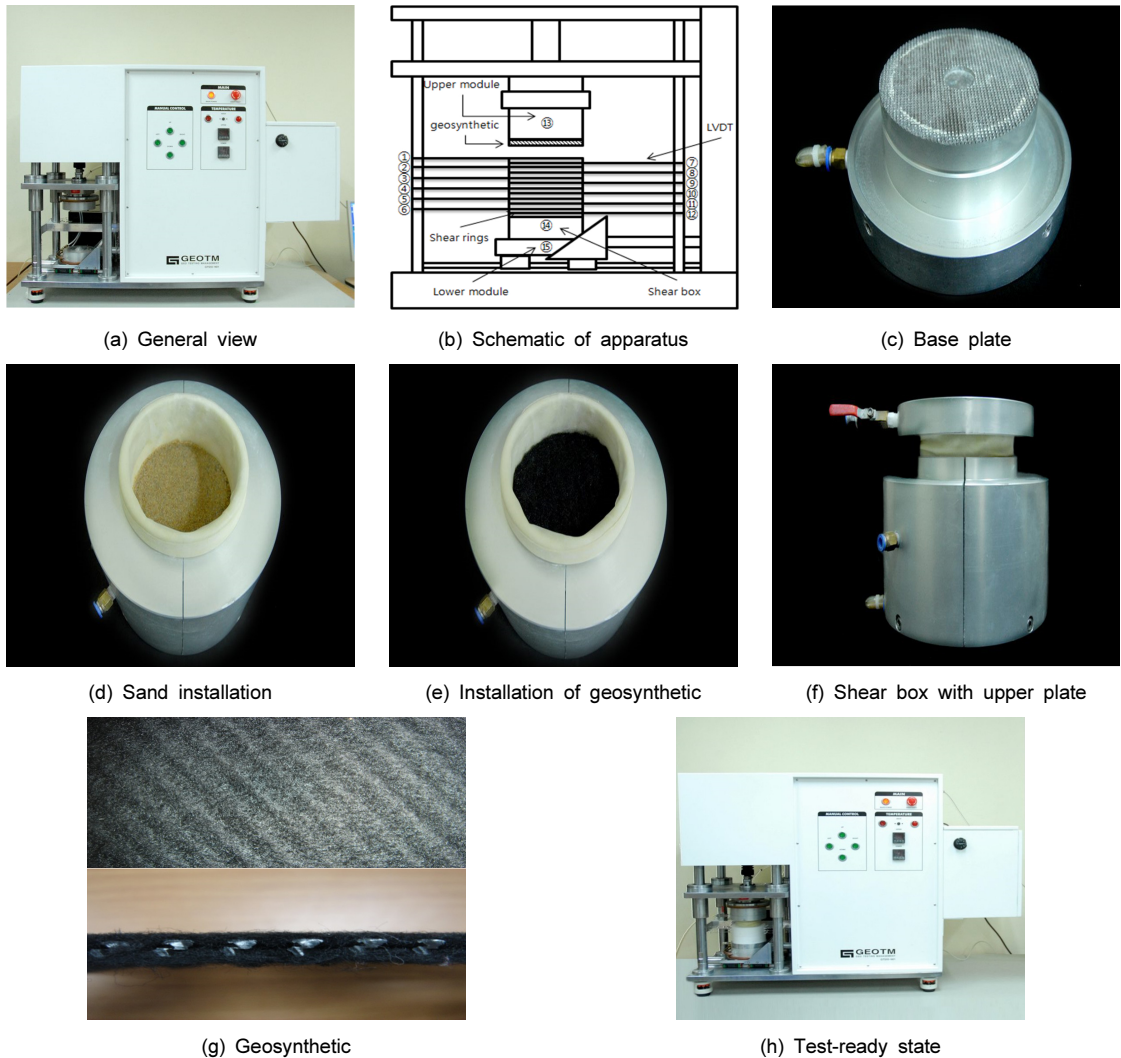 MAIN
MANUAL CONTROL
TEMPERATURE
GEOTM
(a) General view
Upper module
⑬
geosynthetic
LVDT
①
②
③
④
⑤
⑥
⑦
⑧
⑨
⑩
⑪
⑫
Shear rings
⑭
⑮
Lower module
Shear box
(b) Schematic of apparatus
(c) Base plate
(d) Sand installation
(e) Installation of geosynthetic
(f) Shear box with upper plate
(g) Geosynthetic
MAIN
MANUAL CONTROL
TEMPERATURE
GEOTM
(h) Test-ready state